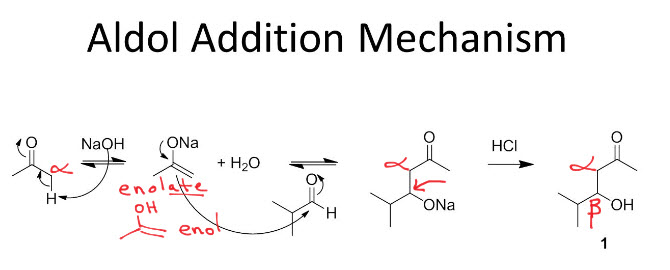 Aldol Addition Mechanism
O
α
H
NaOH
ONa
+ H2O
enolate
OH
enol
O
H
O
α
ONa
HCl
O
α
β
OH
1